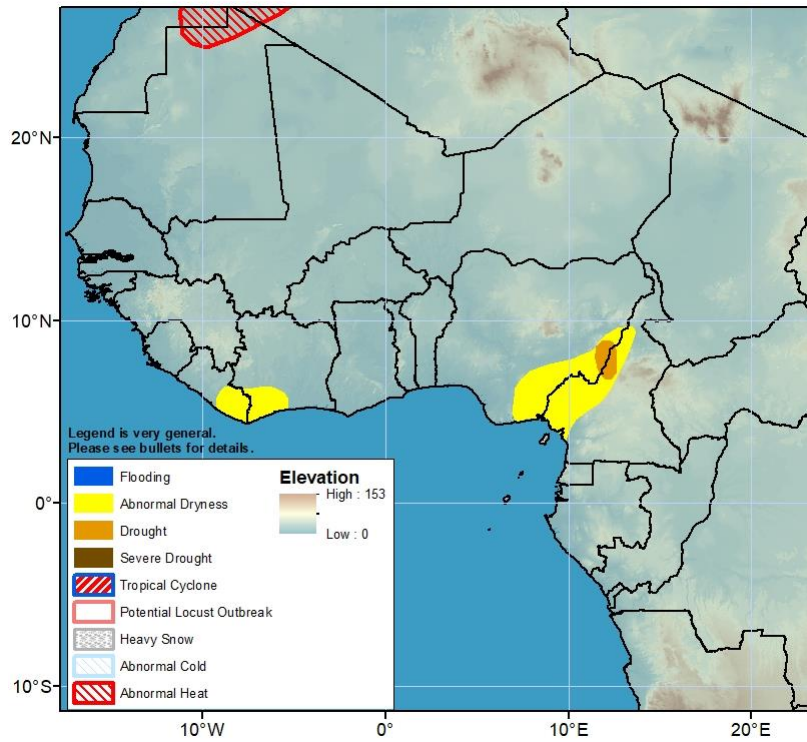 20°N
10°N
0°
10°S
10°W
0°
10°E
20°E
Legend is very general.
Please see bullets for details.
Flooding
Abnormal Dryness
Drought
Severe Drought
Tropical Cyclone
Potential Locust Outbreak
Heavy Snow
Abnormal Cold
Abnormal Heat
Elevation
High : 153
Low : 0